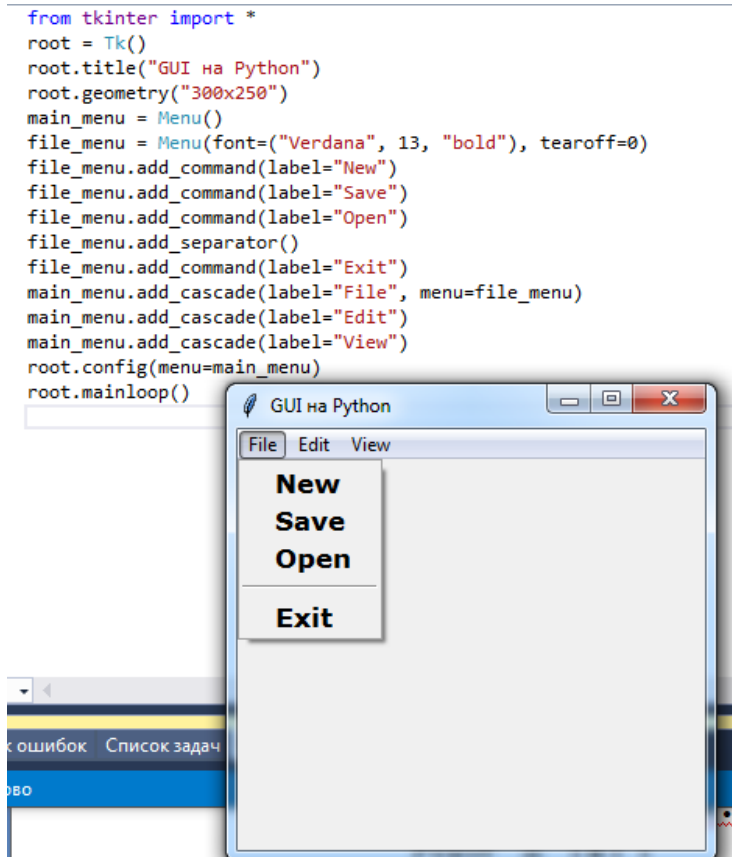 from tkinter import *
root = Tk()
root.title("GUI на Python")
root.geometry("300x250")
main_menu = Menu()
file_menu = Menu(font=("Verdana", 13, "bold"), tearoff=0)
file_menu.add_command(label="New")
file_menu.add_command(label="Save")
file_menu.add_command(label="Open")
file_menu.add_separator()
file_menu.add_command(label="Exit")
main_menu.add_cascade(label="File", menu=file_menu)
main_menu.add_cascade(label="Edit")
main_menu.add_cascade(label="View")
root.config(menu=main_menu)
root.mainloop()
GUI на Python
File Edit View
New
Save
Open
Exit
ошибок Список задач